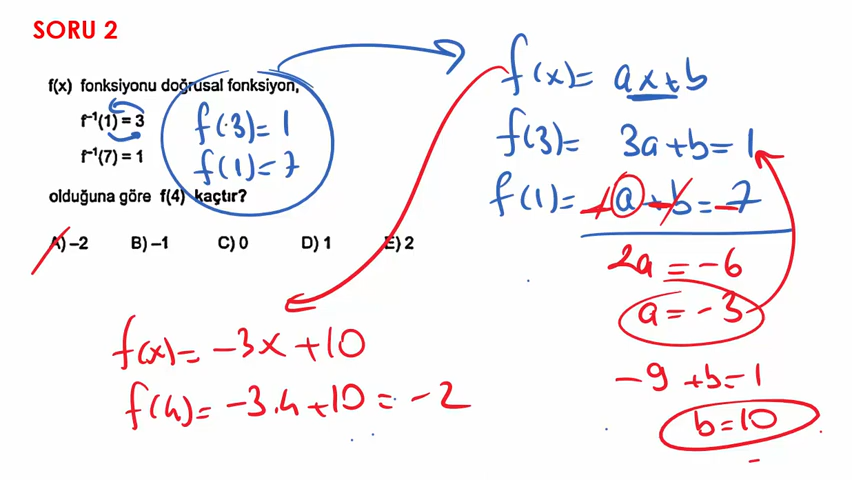 SORU 2
f(x) fonksiyonu doğrusal fonksiyon,
f⁻¹(1) = 3
f⁻¹(7) = 1
olduğuna göre f(4) kaçtır?
A) –2 B) –1 C) 0 D) 1 E) 2
f(3) = 1
f(1) = 7
f(x) = ax+b
f(3) = 3a+b = 1
f(1) = -a+-b = -7
2a = -6
a = -3
-9 +b = 1
b = 10
f(x) = -3x +10
f(4) = -3.4 +10 = -2